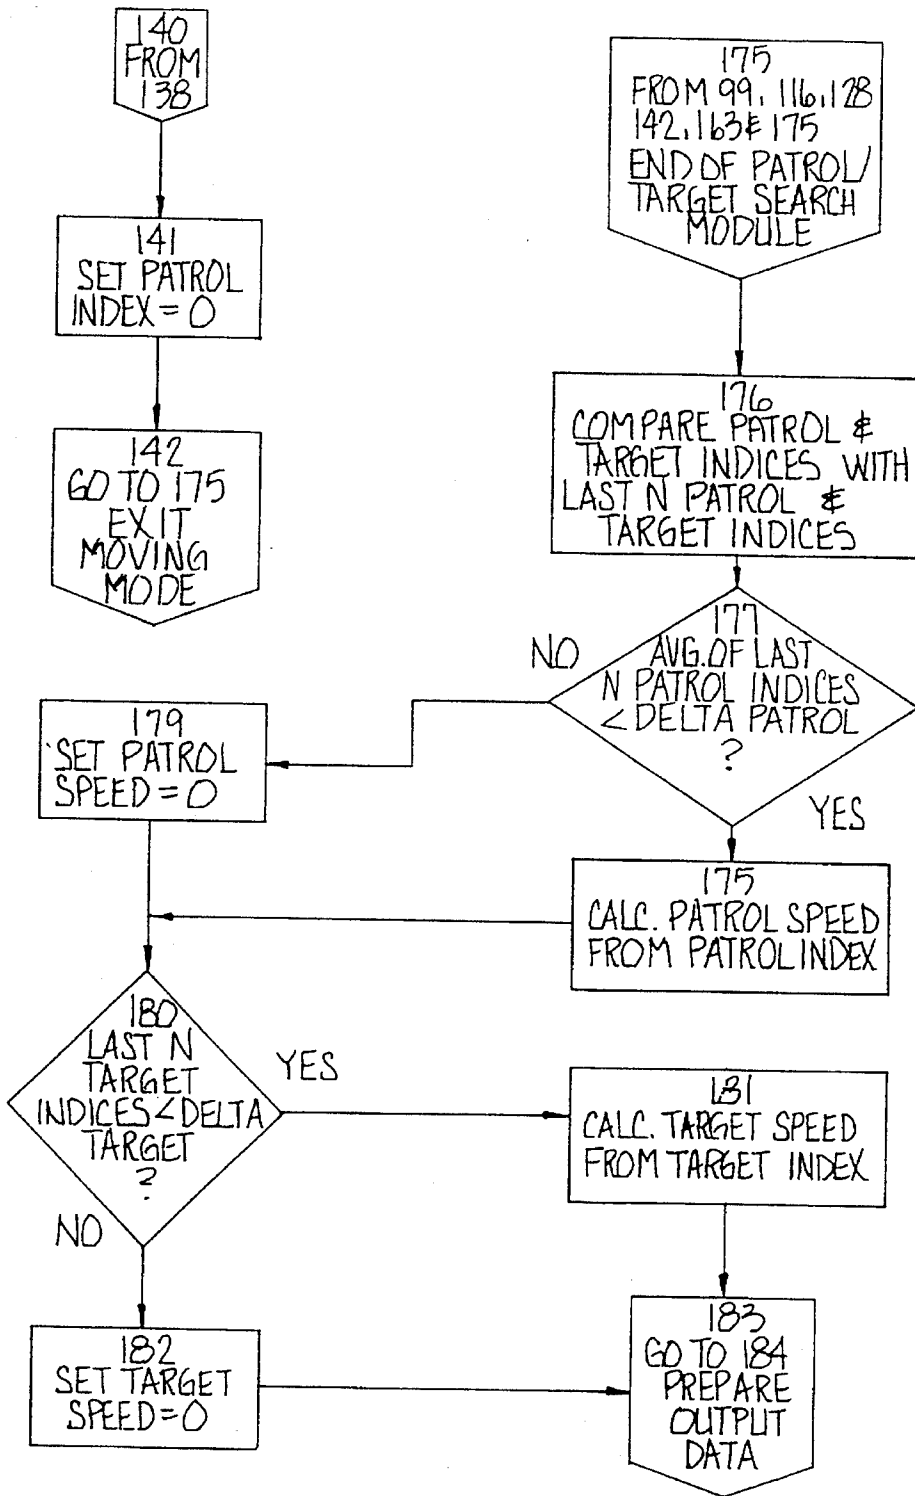 140
FROM
138
141
SET PATROL
INDEX = 0
142
GO TO 175
EXIT
MOVING
MODE
175
FROM 99, 116, 128
142, 163 & 175
END OF PATROL/
TARGET SEARCH
MODULE
176
COMPARE PATROL &
TARGET INDICES WITH
LAST N PATROL &
TARGET INDICES
177
AVG. OF LAST
N PATROL INDICES
< DELTA PATROL
?
NO
YES
179
SET PATROL
SPEED = 0
175
CALC. PATROL SPEED
FROM PATROL INDEX
180
LAST N
TARGET
INDICES < DELTA
TARGET
?
YES
NO
181
CALC. TARGET SPEED
FROM TARGET INDEX
182
SET TARGET
SPEED = 0
183
GO TO 184
PREPARE
OUTPUT
DATA